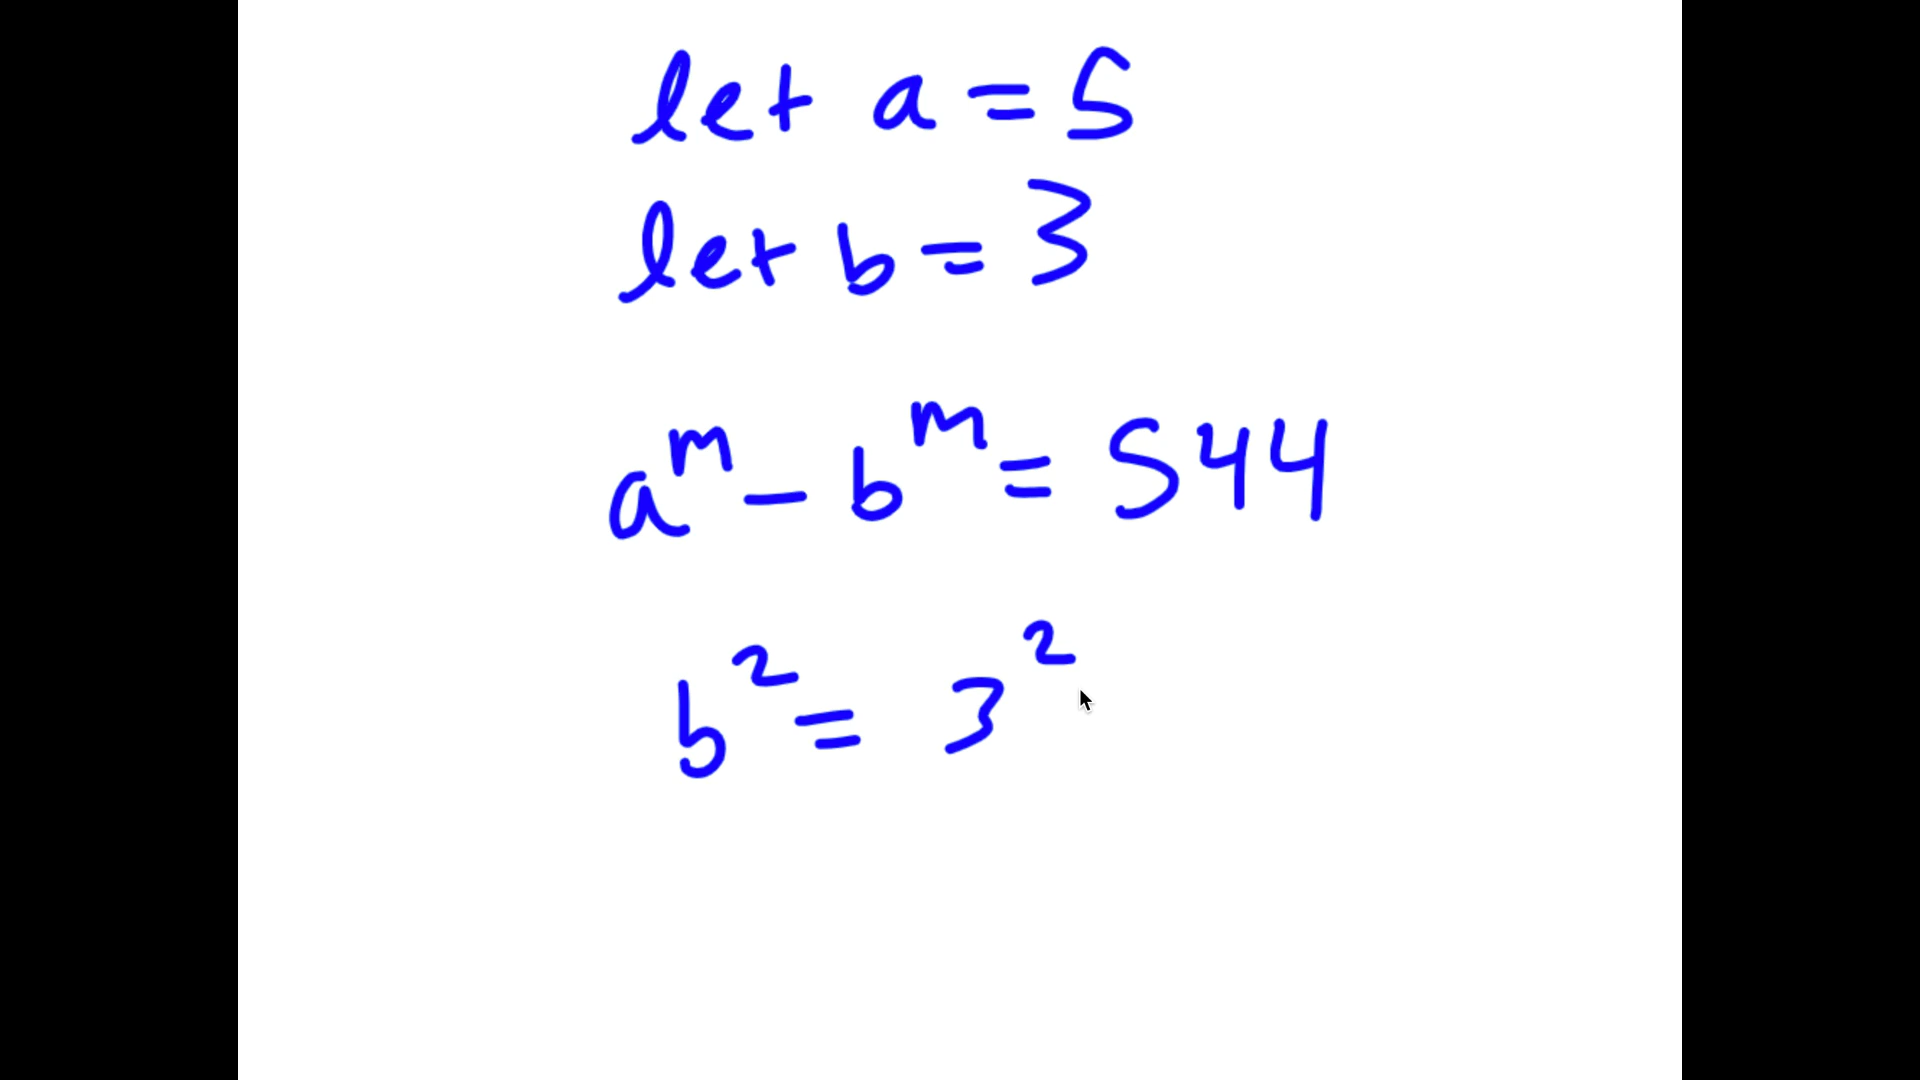 let a = 5
let b = 3
a^m - b^m = 544
b^2 = 3^2